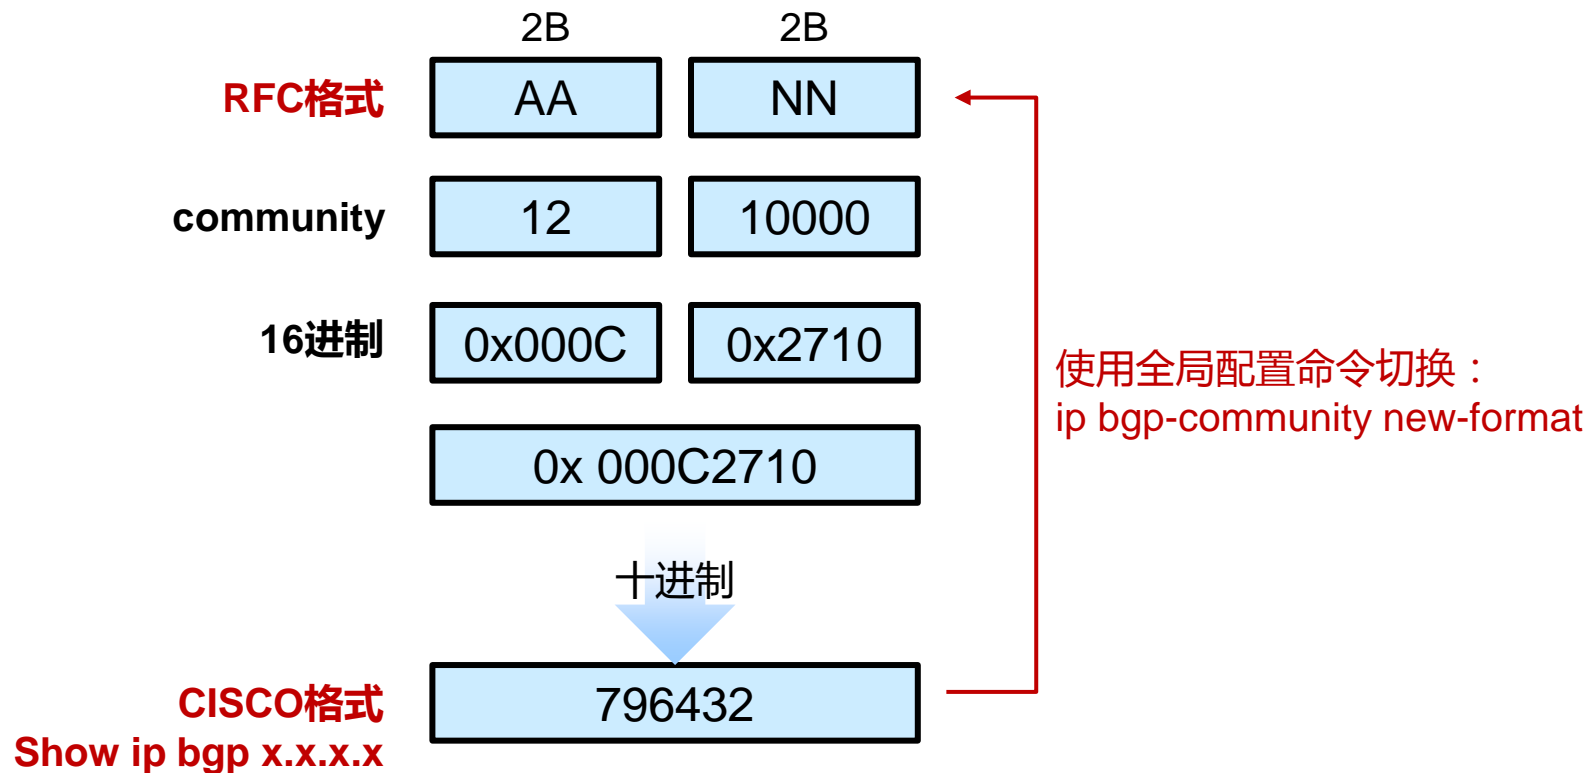 2B 2B
RFC格式 AA NN
community 12 10000
16进制 0x000C 0x2710
使用全局配置命令切换：
ip bgp-community new-format
0x 000C2710
十进制
CISCO格式 796432
Show ip bgp x.x.x.x